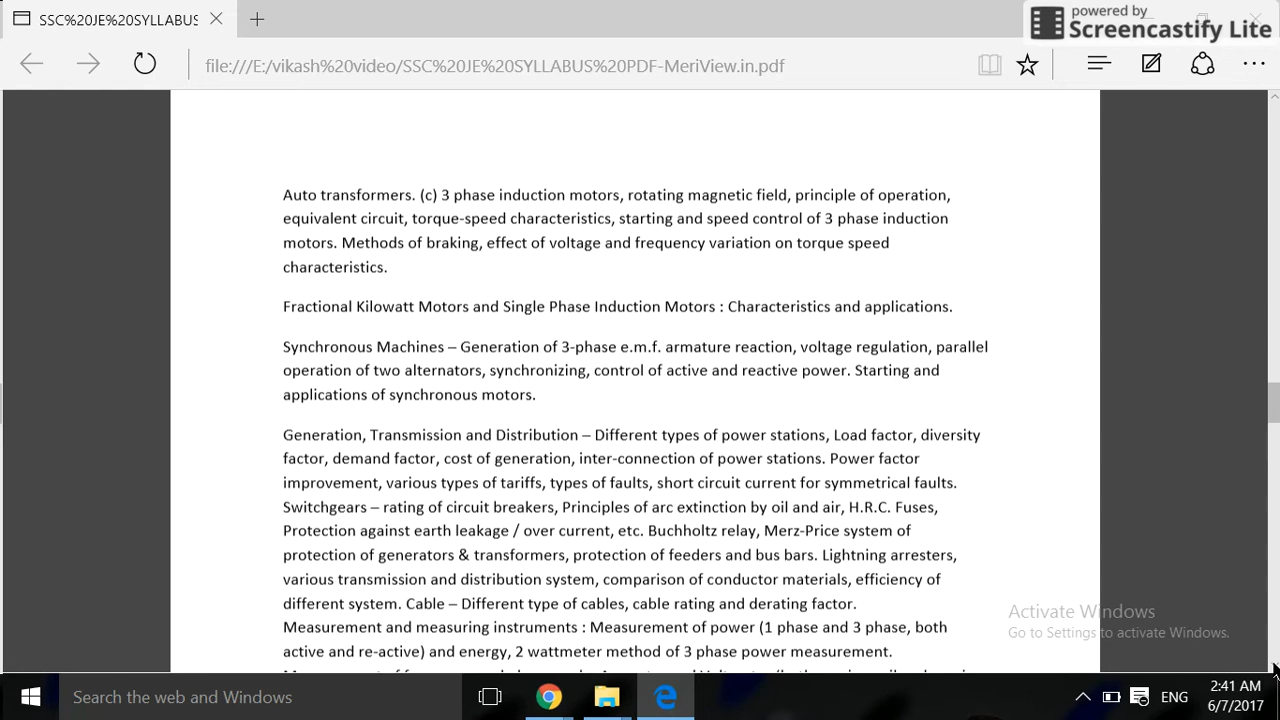 SSC%20JE%20SYLLABUS
powered by
Screencastify Lite
file:///E:/vikash%20video/SSC%20JE%20SYLLABUS%20PDF-MeriView.in.pdf
Auto transformers. (c) 3 phase induction motors, rotating magnetic field, principle of operation,
equivalent circuit, torque-speed characteristics, starting and speed control of 3 phase induction
motors. Methods of braking, effect of voltage and frequency variation on torque speed
characteristics.
Fractional Kilowatt Motors and Single Phase Induction Motors : Characteristics and applications.
Synchronous Machines – Generation of 3-phase e.m.f. armature reaction, voltage regulation, parallel
operation of two alternators, synchronizing, control of active and reactive power. Starting and
applications of synchronous motors.
Generation, Transmission and Distribution – Different types of power stations, Load factor, diversity
factor, demand factor, cost of generation, inter-connection of power stations. Power factor
improvement, various types of tariffs, types of faults, short circuit current for symmetrical faults.
Switchgears – rating of circuit breakers, Principles of arc extinction by oil and air, H.R.C. Fuses,
Protection against earth leakage / over current, etc. Buchholtz relay, Merz-Price system of
protection of generators & transformers, protection of feeders and bus bars. Lightning arresters,
various transmission and distribution system, comparison of conductor materials, efficiency of
different system. Cable – Different type of cables, cable rating and derating factor.
Measurement and measuring instruments : Measurement of power (1 phase and 3 phase, both
active and re-active) and energy, 2 wattmeter method of 3 phase power measurement.
Activate Windows
Go to Settings to activate Windows.
Search the web and Windows
ENG
2:41 AM
6/7/2017